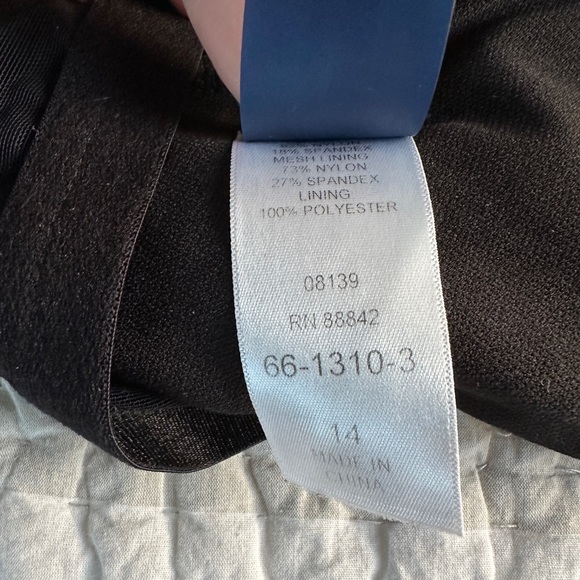 18% SPANDEX
MESH LINING
73% NYLON
27% SPANDEX
LINING
100% POLYESTER
08139
RN 88842
66-1310-3
14
MADE IN
CHINA